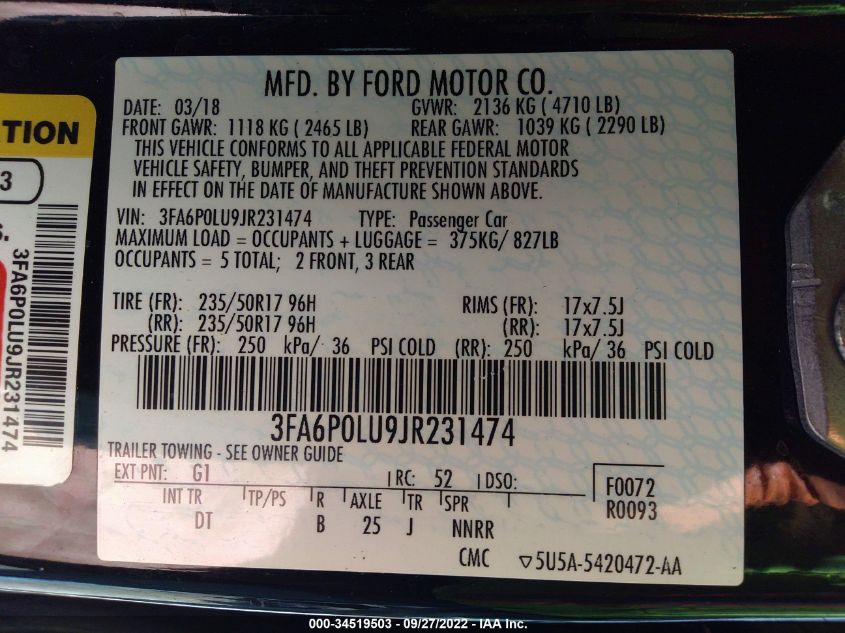 MFD. BY FORD MOTOR CO.
DATE: 03/18 GVWR: 2136 KG ( 4710 LB)
FRONT GAWR: 1118 KG ( 2465 LB) REAR GAWR: 1039 KG ( 2290 LB)
THIS VEHICLE CONFORMS TO ALL APPLICABLE FEDERAL MOTOR
VEHICLE SAFETY, BUMPER, AND THEFT PREVENTION STANDARDS
IN EFFECT ON THE DATE OF MANUFACTURE SHOWN ABOVE.
VIN: 3FA6P0LU9JR231474 TYPE: Passenger Car
MAXIMUM LOAD = OCCUPANTS + LUGGAGE = 375KG/ 827LB
OCCUPANTS = 5 TOTAL; 2 FRONT, 3 REAR
TIRE (FR): 235/50R17 96H RIMS (FR): 17x7.5J
(RR): 235/50R17 96H (RR): 17x7.5J
PRESSURE (FR): 250 kPa/ 36 PSI COLD (RR): 250 kPa/ 36 PSI COLD
3FA6P0LU9JR231474
TRAILER TOWING - SEE OWNER GUIDE
EXT PNT: G1 RC: 52 DSO: F0072
INT TR TP/PS R AXLE TR SPR R0093
DT B 25 J NNRR
CMC ▽5U5A-5420472-AA
ATION
3
S.
3FA6P0LU9JR231474
000-34519503 - 09/27/2022 - IAA Inc.